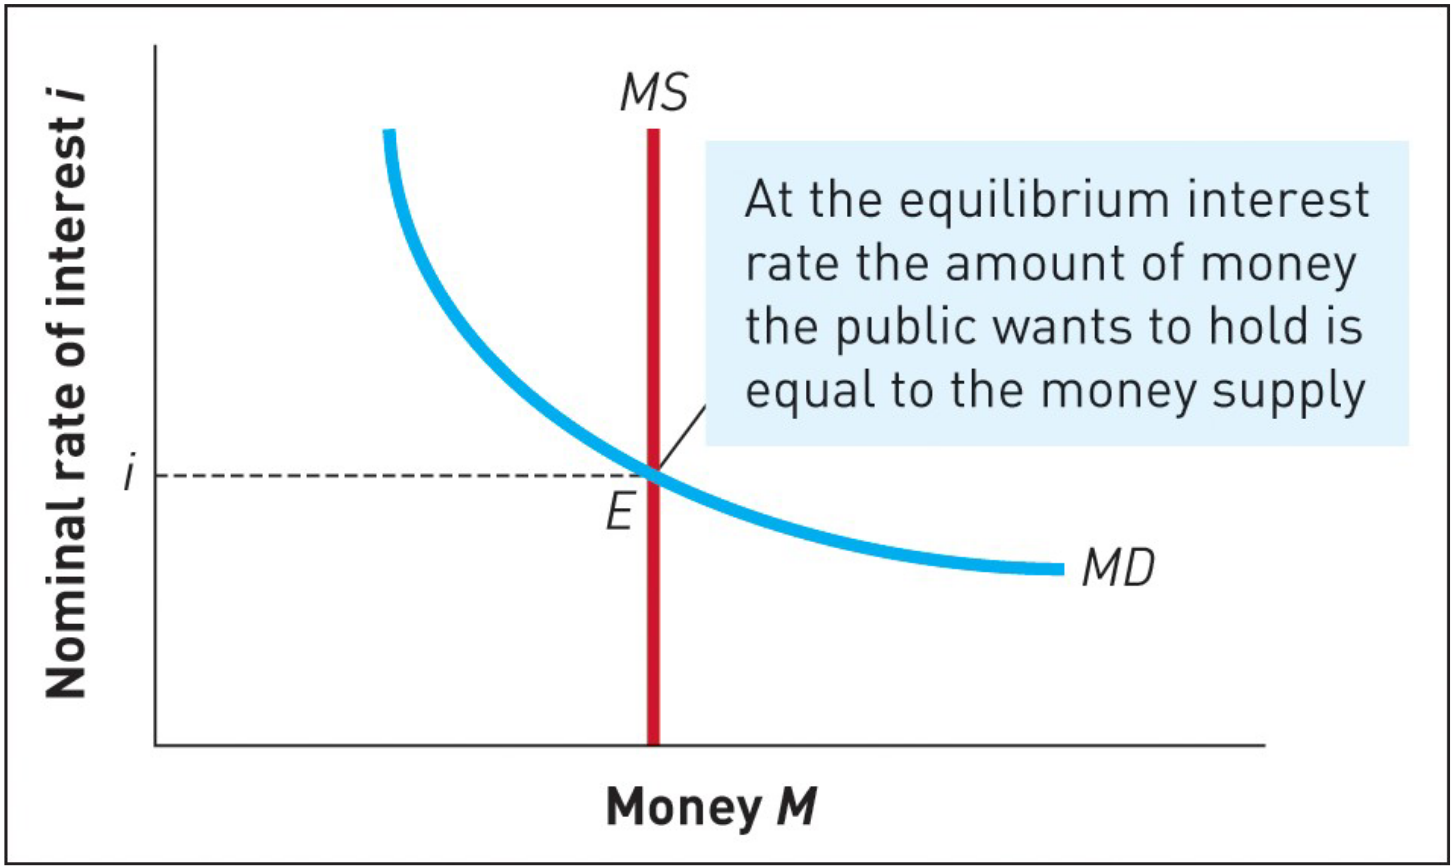 Nominal rate of interest i
MS
At the equilibrium interest
rate the amount of money
the public wants to hold is
equal to the money supply
i
E
MD
Money M